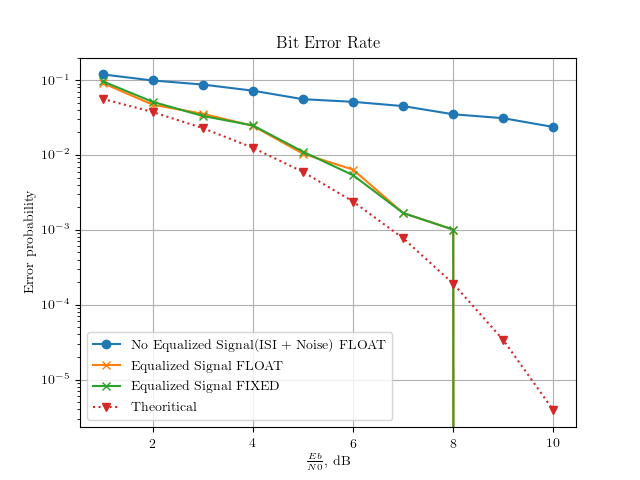 Bit Error Rate
Error probability
10^{-1}
10^{-2}
10^{-3}
10^{-4}
10^{-5}
No Equalized Signal(ISI + Noise) FLOAT
Equalized Signal FLOAT
Equalized Signal FIXED
Theoritical
2 4 6 8 10
\frac{Eb}{N0}, dB